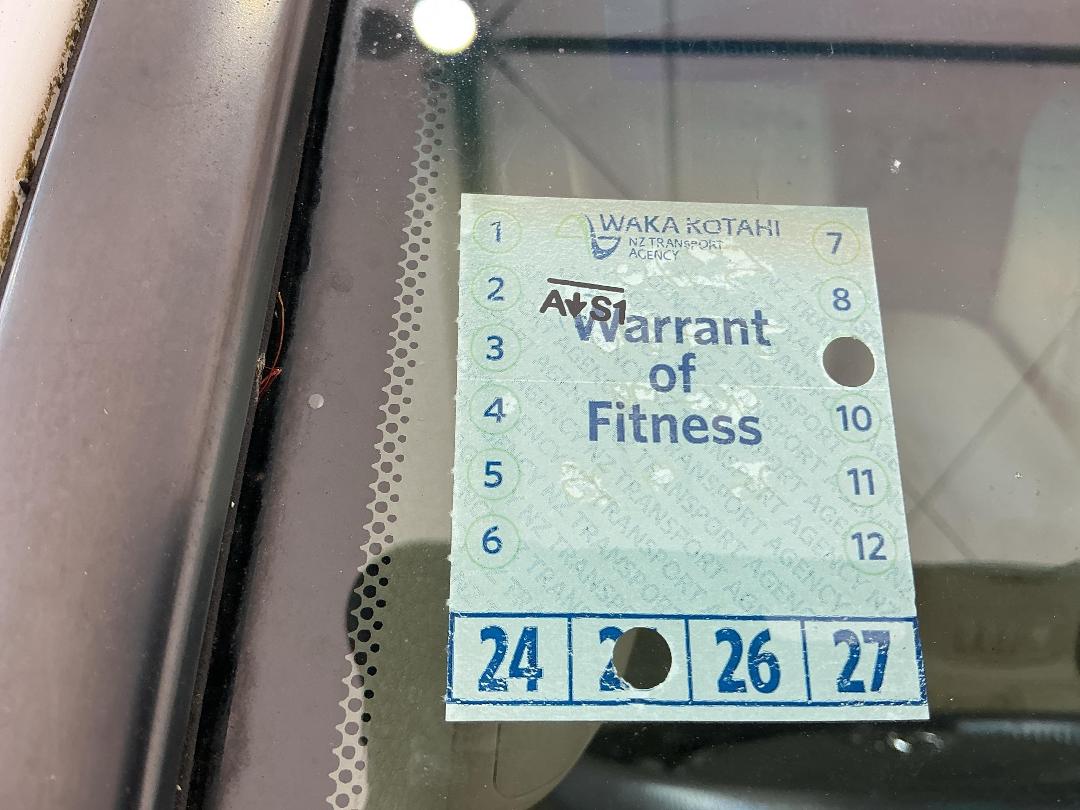 WAKA KOTAHI
NZ TRANSPORT
AGENCY
1
2
3
4
5
6
A↓S1
Warrant
of
Fitness
7
8
10
11
12
24
26
27